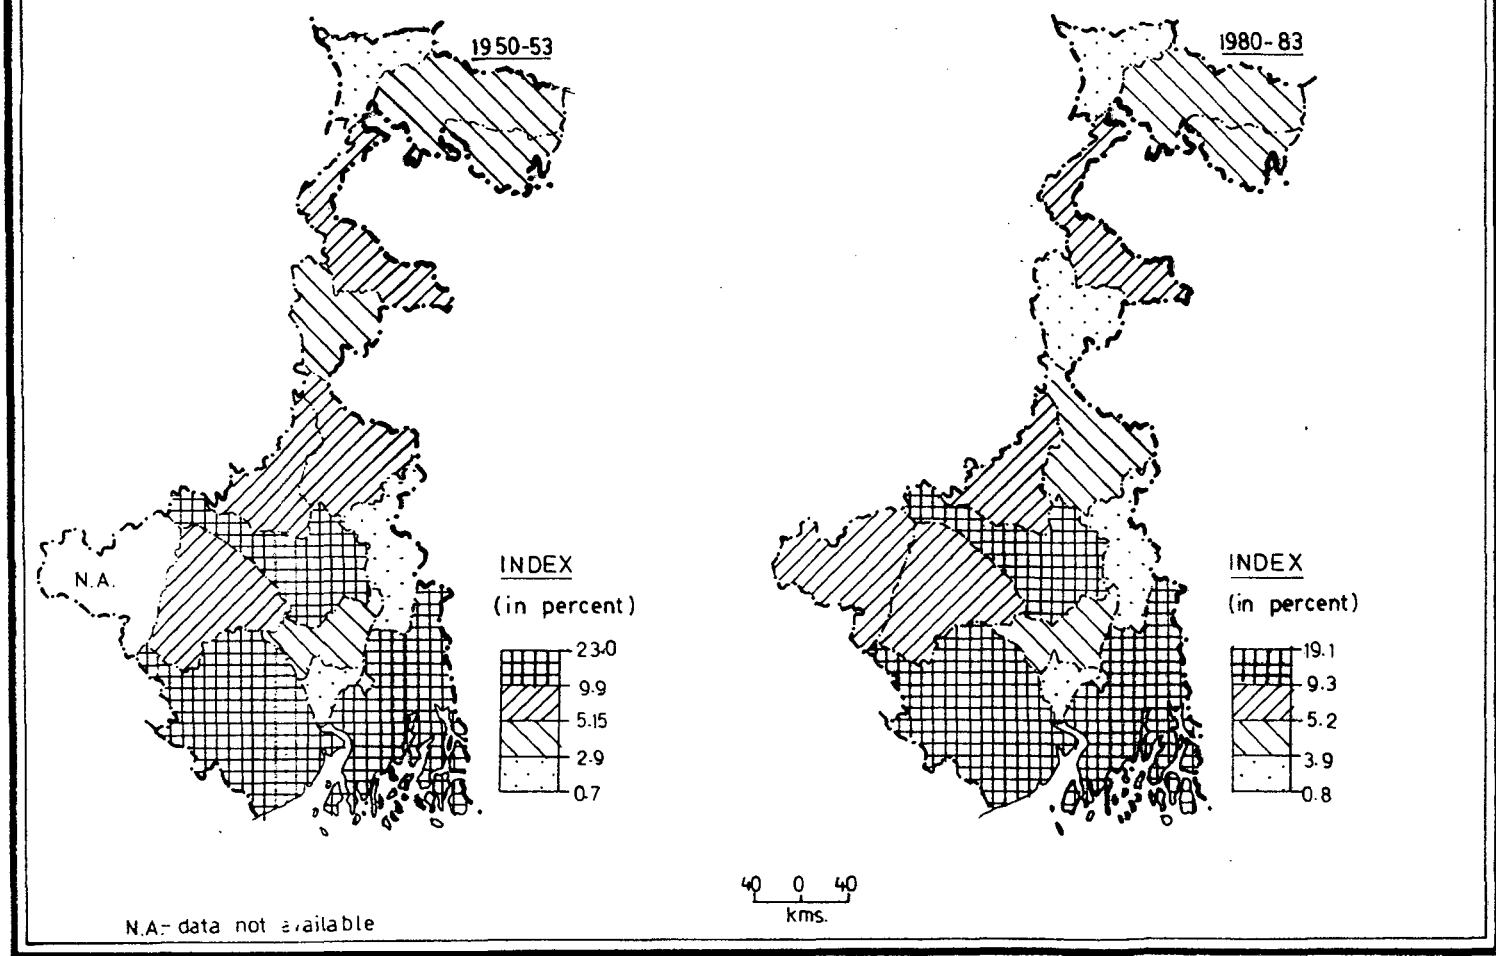 1950-53
N.A.
INDEX
(in percent)
23.0
9.9
5.15
2.9
0.7
1980-83
INDEX
(in percent)
19.1
9.3
5.2
3.9
0.8
40 0 40
kms.
N.A.- data not available